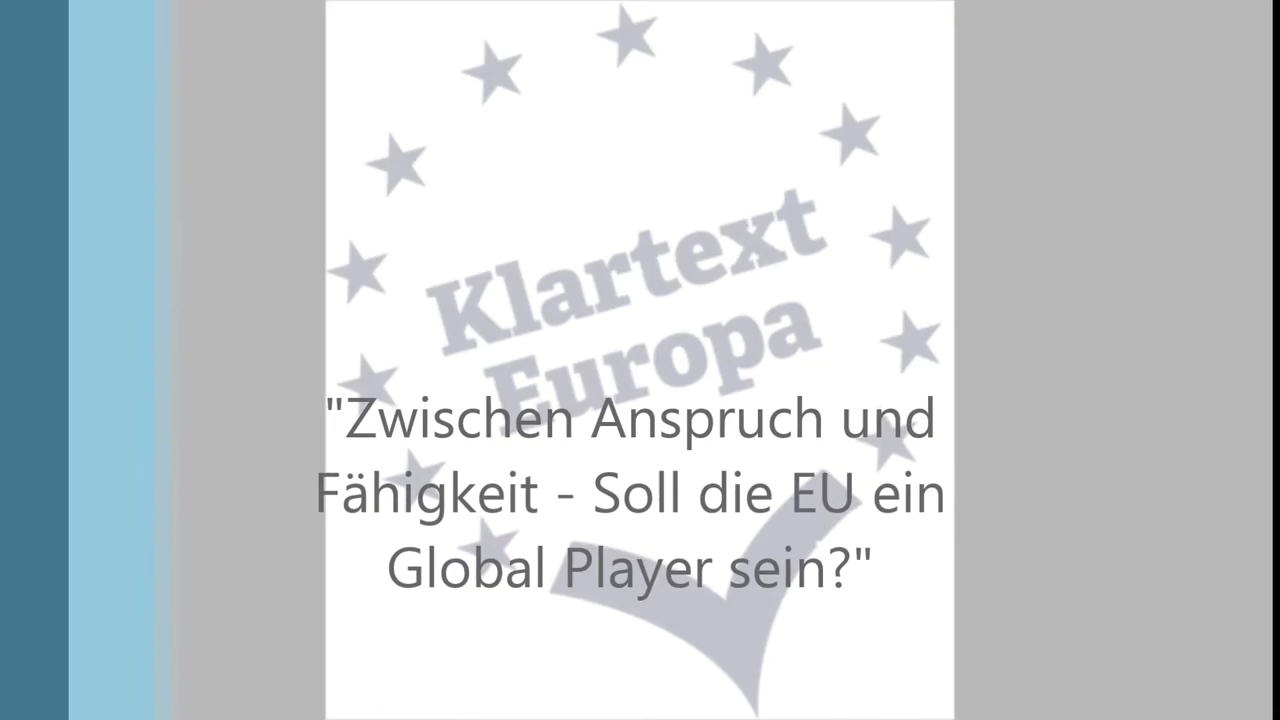 Klartext
Europa
"Zwischen Anspruch und
Fähigkeit - Soll die EU ein
Global Player sein?"